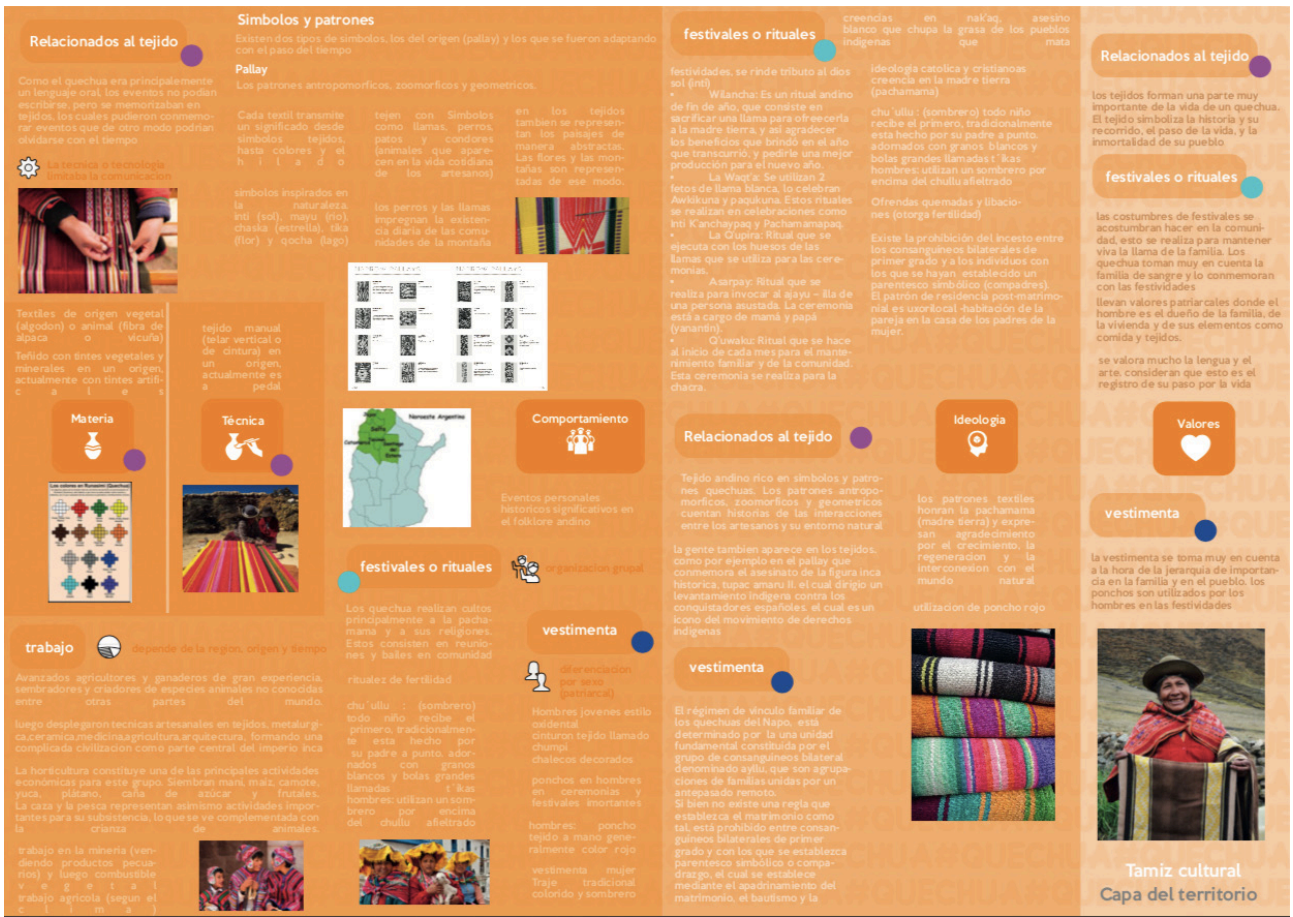 Relacionados al tejido
Como el quechua era principalmente
un lenguaje oral, los eventos no podían
escribirse, pero se memorizaban en
tejidos, los cuales pudieron conmemo-
rar eventos que de otro modo podrían
olvidarse con el tiempo
La tecnica o tecnologia
limitaba la comunicacion
Simbolos y patrones
Existen dos tipos de simbolos, los del origen (pallay) y los que se fueron adaptando
con el paso del tiempo
Pallay
Los patrones antropomorficos, zoomorficos y geometricos.
Cada textil transmite
un significado desde
simbolos tejidos,
hasta colores y el
h i l a d o
simbolos inspirados en
la naturaleza,
inti (sol), mayu (rio),
chaska (estrella), tika
(flor) y qocha (lago)
tejen con Simbolos
como llamas, perros,
patos y condores
(animales que apare-
cen en la vida cotidiana
de los artesanos)
los perros y las llamas
impregnan la existen-
cia diaria de las comu-
nidades de la montaña
en los tejidos
tambien se represen-
tan los paisajes de
manera abstractas.
Las flores y las mon-
tañas son represen-
tadas de ese modo.
Textiles de origen vegetal
(algodon) o animal (fibra de
alpaca o vicuña)
Teñido con tintes vegetales y
minerales en un origen,
actualmente con tintes artifi-
c a l e s
tejido manual
(telar vertical o
de cintura) en
un origen,
actualmente es
a pedal
Materia
Técnica
Los colores en Runasimi (Quechua)
Noroeste Argentino
Salta
Catamarca
Comportamiento
Eventos personales
historicos significativos en
el folklore andino
organizacion grupal
festivales o rituales
Los quechua realizan cultos
principalmente a la pacha-
mama y a sus religiones.
Estos consisten en reunio-
nes y bailes en comunidad
ritualez de fertilidad
chu´ullu : (sombrero)
todo niño recibe el
primero, tradicionalmen-
te esta hecho por
su padre a punto. ador-
nados con granos
blancos y bolas grandes
llamadas t´ikas
hombres: utilizan un som-
brero por encima
del chullu afieltrado
vestimenta
diferenciacion
por sexo
(patriarcal)
Hombres jovenes estilo
oxidental
cinturon tejido llamado
chumpi
chalecos decorados
ponchos en hombres
en ceremonias y
festivales imortantes
hombres: poncho
tejido a mano gene-
ralmente color rojo
vestimenta mujer
Traje tradicional
colorido y sombrero
trabajo
depende de la region, origen y tiempo
Avanzados agricultores y ganaderos de gran experiencia,
sembradores y criadores de especies animales no conocidas
entre otras partes del mundo.
luego desplegaron tecnicas artesanales en tejidos, metalurgi-
ca,ceramica,medicina,agricultura,arquitectura, formando una
complicada civilizacion como parte central del imperio inca
La horticultura constituye una de las principales actividades
económicas para este grupo. Siembran maní, maíz, camote,
yuca, plátano, caña de azúcar y frutales.
La caza y la pesca representan asimismo actividades impor-
tantes para su subsistencia, lo que se ve complementada con
la crianza de animales.
trabajo en la mineria (ven-
diendo productos pecua-
rios) y luego combustible
v e g e t a l
trabajo agricola (segun el
c l i m a )
festivales o rituales
festividades, se rinde tributo al dios
sol (inti)
• Wilancha: Es un ritual andino
de fin de año, que consiste en
sacrificar una llama para ofreecerla
a la madre tierra, y así agradecer
los beneficios que brindó en el año
que transcurrió, y pedirle una mejor
producción para el nuevo año.
• La Waqt'a: Se utilizan 2
fetos de llama blanca, lo celebran
Awkikuna y paqukuna. Estos rituales
se realizan en celebraciones como
Inti K'anchaypaq y Pachamamapaq.
• La Q'upira: Ritual que se
ejecuta con los huesos de las
llamas que se utiliza para las cere-
monias.
• Asarpay: Ritual que se
realiza para invocar al ajayu – illa de
una persona asustada. La ceremonia
está a cargo de mamá y papá
(yanantin).
• Q'uwaku: Ritual que se hace
al inicio de cada mes para el mante-
rimiento familiar y de la comunidad.
Esta ceremonia se realiza para la
chacra.
creencias en nak'aq, asesino
blanco que chupa la grasa de los pueblos
indigenas que mata
ideologia catolica y cristianoas
creencia en la madre tierra
(pachamama)
chu´ullu : (sombrero) todo niño
recibe el primero, tradicionalmente
esta hecho por su padre a punto.
adornados con granos blancos y
bolas grandes llamadas t´ikas
hombres: utilizan un sombrero por
encima del chullu afieltrado
Ofrendas quemadas y libacio-
nes (otorga fertilidad)
Existe la prohibición del incesto entre
los consanguíneos bilaterales de
primer grado y a los individuos con
los que se hayan establecido un
parentesco simbólico (compadres).
El patrón de residencia post-matrimo-
nial es uxorilocal -habitación de la
pareja en la casa de los padres de la
mujer.
Relacionados al tejido
Tejido andino rico en simbolos y patro-
nes quechuas. Los patrones antropo-
morficos, zoomorficos y geometricos
cuentan historias de las interacciones
entre los artesanos y su entorno natural
la gente tambien aparece en los tejidos,
como por ejemplo en el pallay que
conmemora el asesinato de la figura inca
historica, tupac amaru II. el cual dirigio un
levantamiento indigena contra los
conquistadores españoles. el cual es un
icono del movimiento de derechos
indigenas
vestimenta
El régimen de vínculo familiar de
los quechuas del Napo, está
determinado por la una unidad
fundamental constituida por el
grupo de consanguíneos bilateral
denominado ayllu, que son agrupa-
ciones de familias unidas por un
antepasado remoto.
Si bien no existe una regla que
establezca el matrimonio como
tal, está prohibido entre consan-
guíneos bilaterales de primer
grado y con los que se establezca
parentesco simbólico o compa-
drazgo, el cual se establece
mediante el apadrinamiento del
matrimonio, el bautismo y la
Ideologia
los patrones textiles
honran la pachamama
(madre tierra) y expre-
san agradecimiento
por el crecimiento, la
regeneracion y la
interconexion con el
mundo natural
utilizacion de poncho rojo
Relacionados al tejido
los tejidos forman una parte muy
importante de la vida de un quechua.
El tejido simboliza la historia y su
recorrido, el paso de la vida, y la
inmortalidad de su pueblo
festivales o rituales
las costumbres de festivales se
acostumbran hacer en la comuni-
dad, esto se realiza para mantener
viva la llama de la familia. Los
quechua toman muy en cuenta la
familia de sangre y lo conmemoran
con las festividades
llevan valores patriarcales donde el
hombre es el dueño de la familia, de
la vivienda y de sus elementos como
comida y tejidos.
se valora mucho la lengua y el
arte. consideran que esto es el
registro de su paso por la vida
Valores
vestimenta
la vestimenta se toma muy en cuenta
a la hora de la jerarquia de importan-
cia en la familia y en el pueblo. los
ponchos son utilizados por los
hombres en las festividades
Tamiz cultural
Capa del territorio